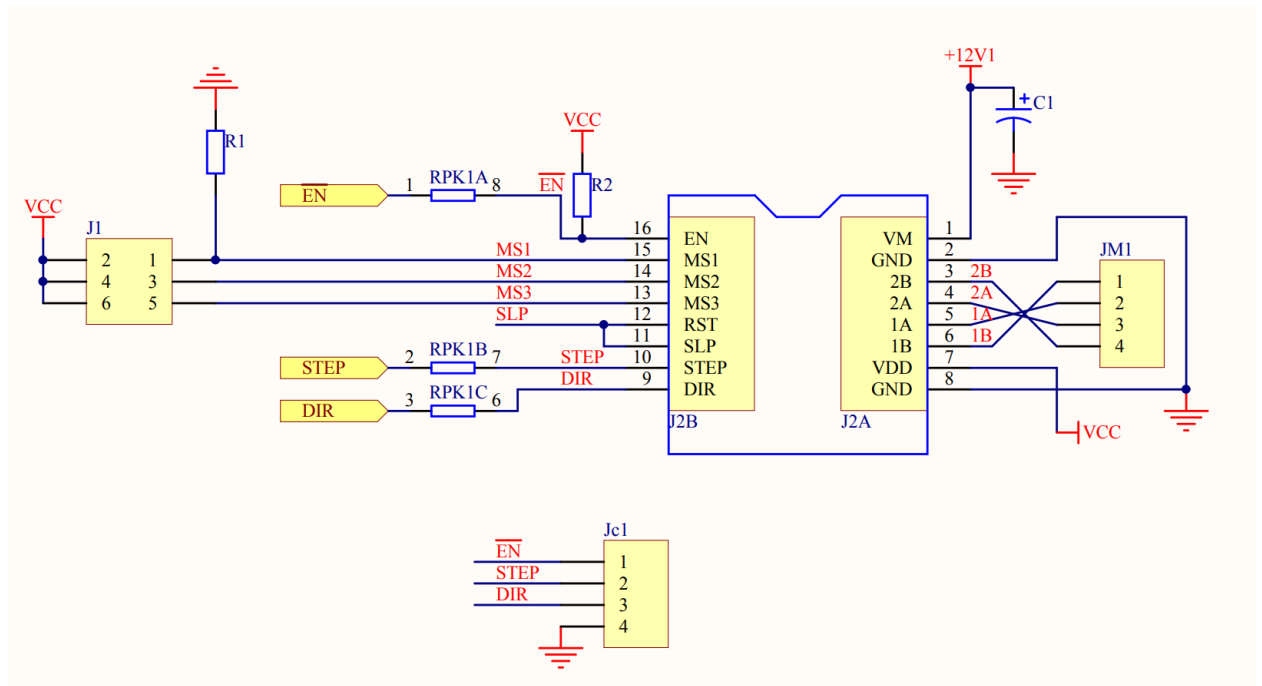 +12V1
C1
VCC
R1
RPK1A
EN
1
8
EN
R2
VCC
J1
2 1
4 3
6 5
MS1
MS2
MS3
SLP
16 EN
15 MS1
14 MS2
13 MS3
12 RST
11 SLP
10 STEP
9 DIR
J2B
VM 1
GND 2
2B 3 2B
2A 4 2A
1A 5 1A
1B 6 1B
VDD 7
GND 8
J2A
JM1
1
2
3
4
VCC
STEP 2 RPK1B 7 STEP
DIR 3 RPK1C 6 DIR
Jc1
EN 1
STEP 2
DIR 3
4